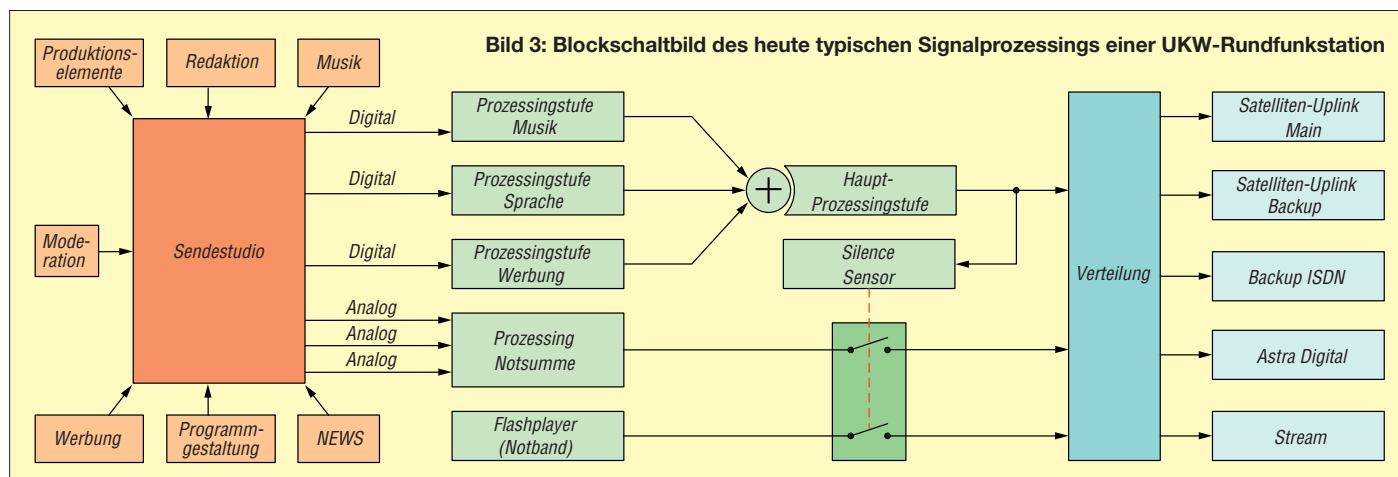 Bild 3: Blockschaltbild des heute typischen Signalprozessings einer UKW-Rundfunkstation
Produktions-
elemente
Redaktion
Musik
Mode-
ration
Sendestudio
Werbung
Programm-
gestaltung
NEWS
Digital
Digital
Digital
Analog
Analog
Analog
Prozessingstufe
Musik
Prozessingstufe
Sprache
Prozessingstufe
Werbung
Prozessing
Notsumme
Flashplayer
(Notband)
+
Haupt-
Prozessingstufe
Silence
Sensor
Verteilung
Satelliten-Uplink
Main
Satelliten-Uplink
Backup
Backup ISDN
Astra Digital
Stream